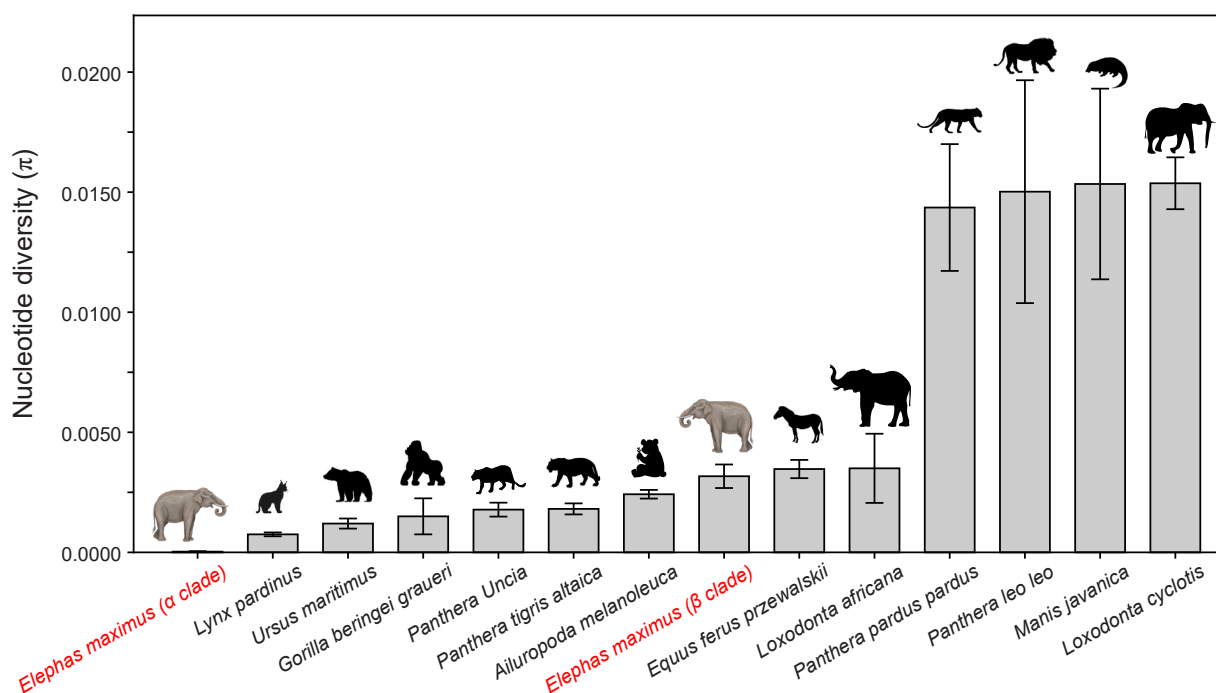 Nucleotide diversity (π)
0.0200
0.0150
0.0100
0.0050
0.0000
Elephas maximus (α clade)
Lynx pardinus
Ursus maritimus
Gorilla beringei graueri
Panthera Uncia
Panthera tigris altaica
Ailuropoda melanoleuca
Elephas maximus (β clade)
Equus ferus przewalskii
Loxodonta africana
Panthera pardus pardus
Panthera leo leo
Manis javanica
Loxodonta cyclotis